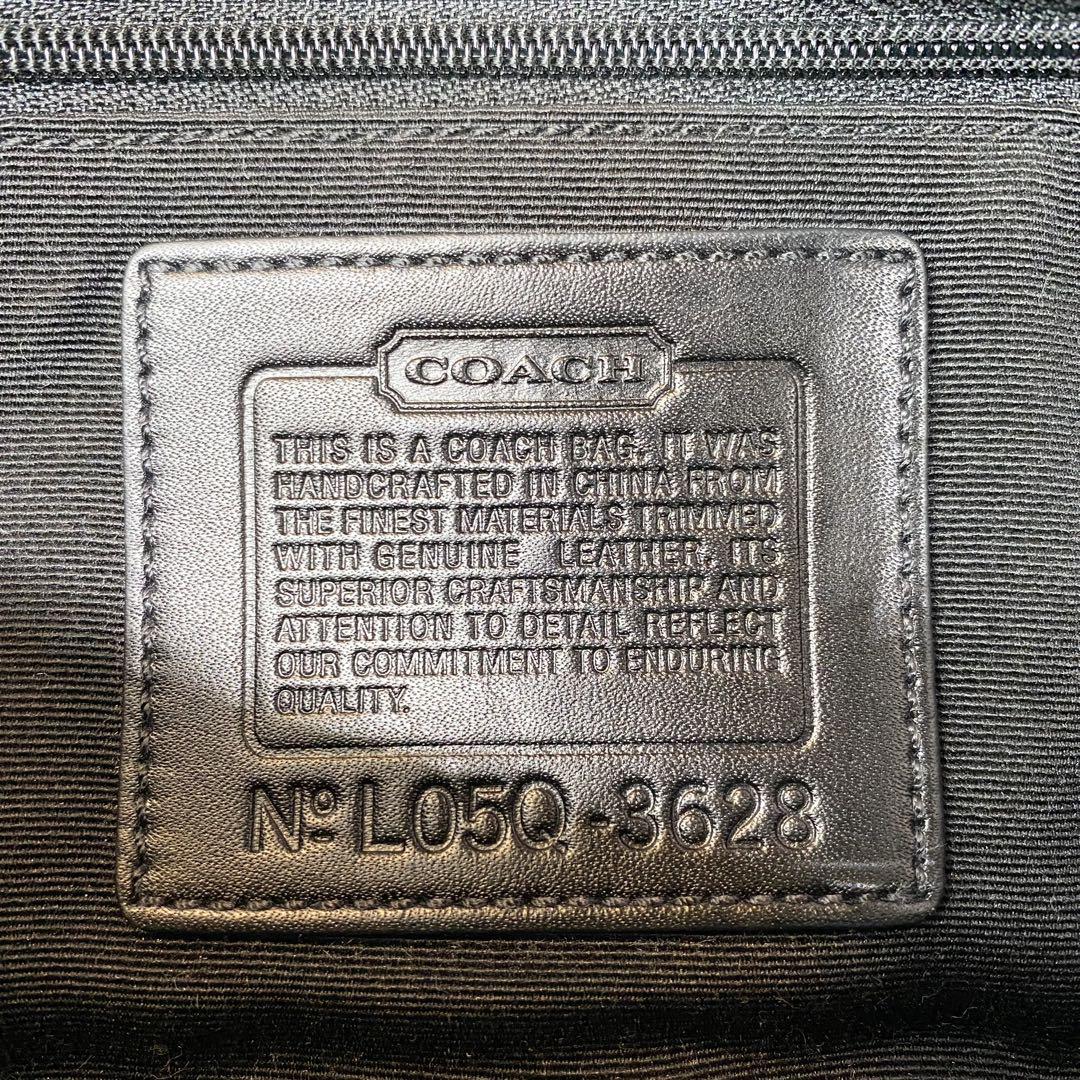 COACH
THIS IS A COACH BAG. IT WAS
HANDCRAFTED IN CHINA FROM
THE FINEST MATERIALS TRIMMED
WITH GENUINE LEATHER. ITS
SUPERIOR CRAFTSMANSHIP AND
ATTENTION TO DETAIL REFLECT
OUR COMMITMENT TO ENDURING
QUALITY.
Nº L05Q-3628